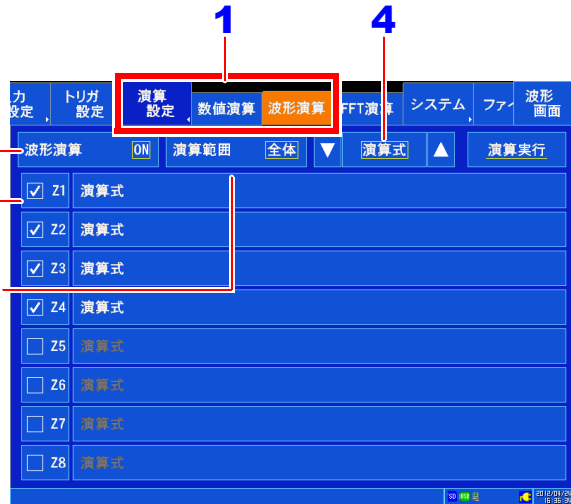 1 4
力設定 トリガ設定 演算設定 数値演算 波形演算 FFT演算 システム ファイ 波形画面
波形演算 ON 演算範囲 全体 ▼ 演算式 ▲ 演算実行
Z1 演算式
Z2 演算式
Z3 演算式
Z4 演算式
Z5 演算式
Z6 演算式
Z7 演算式
Z8 演算式
SD USB